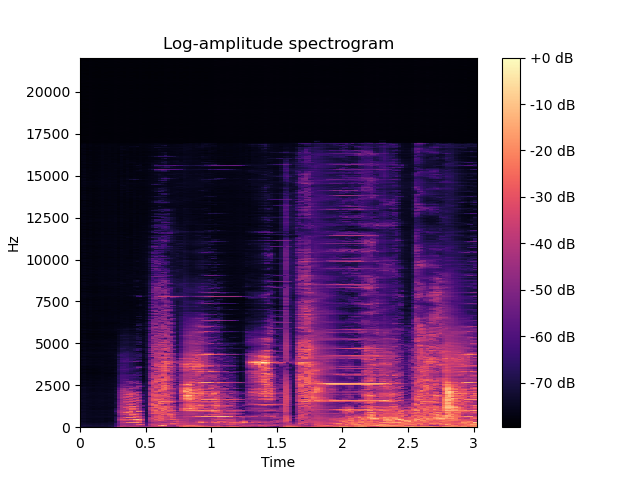 Log-amplitude spectrogram
+0 dB
20000
-10 dB
17500
-20 dB
15000
12500
-30 dB
Hz
10000
-40 dB
7500
-50 dB
5000
-60 dB
2500
-70 dB
0
0 0.5 1 1.5 2 2.5 3
Time